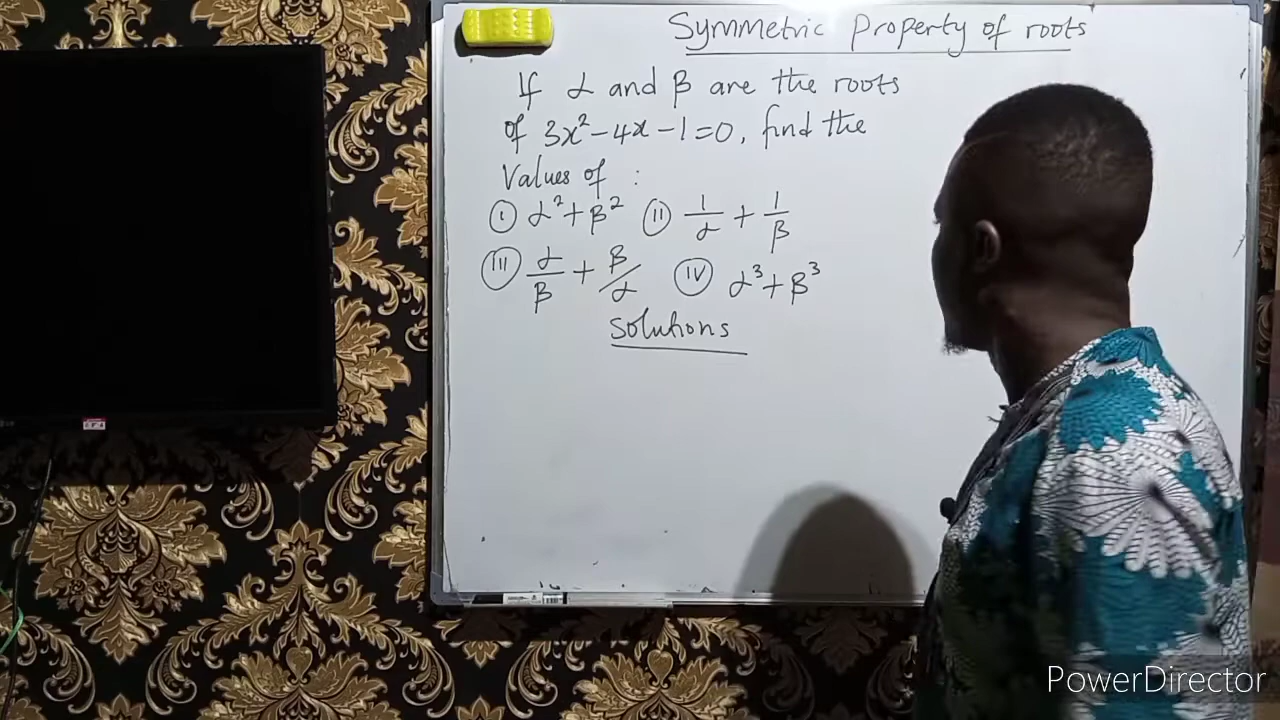 Symmetric Property of roots
If α and β are the roots
of 3x²-4x-1=0, find the
Values of :
(i) α²+β² (ii) 1/α + 1/β
(iii) α/β + β/α (iv) α³+β³
Solutions
PowerDirector